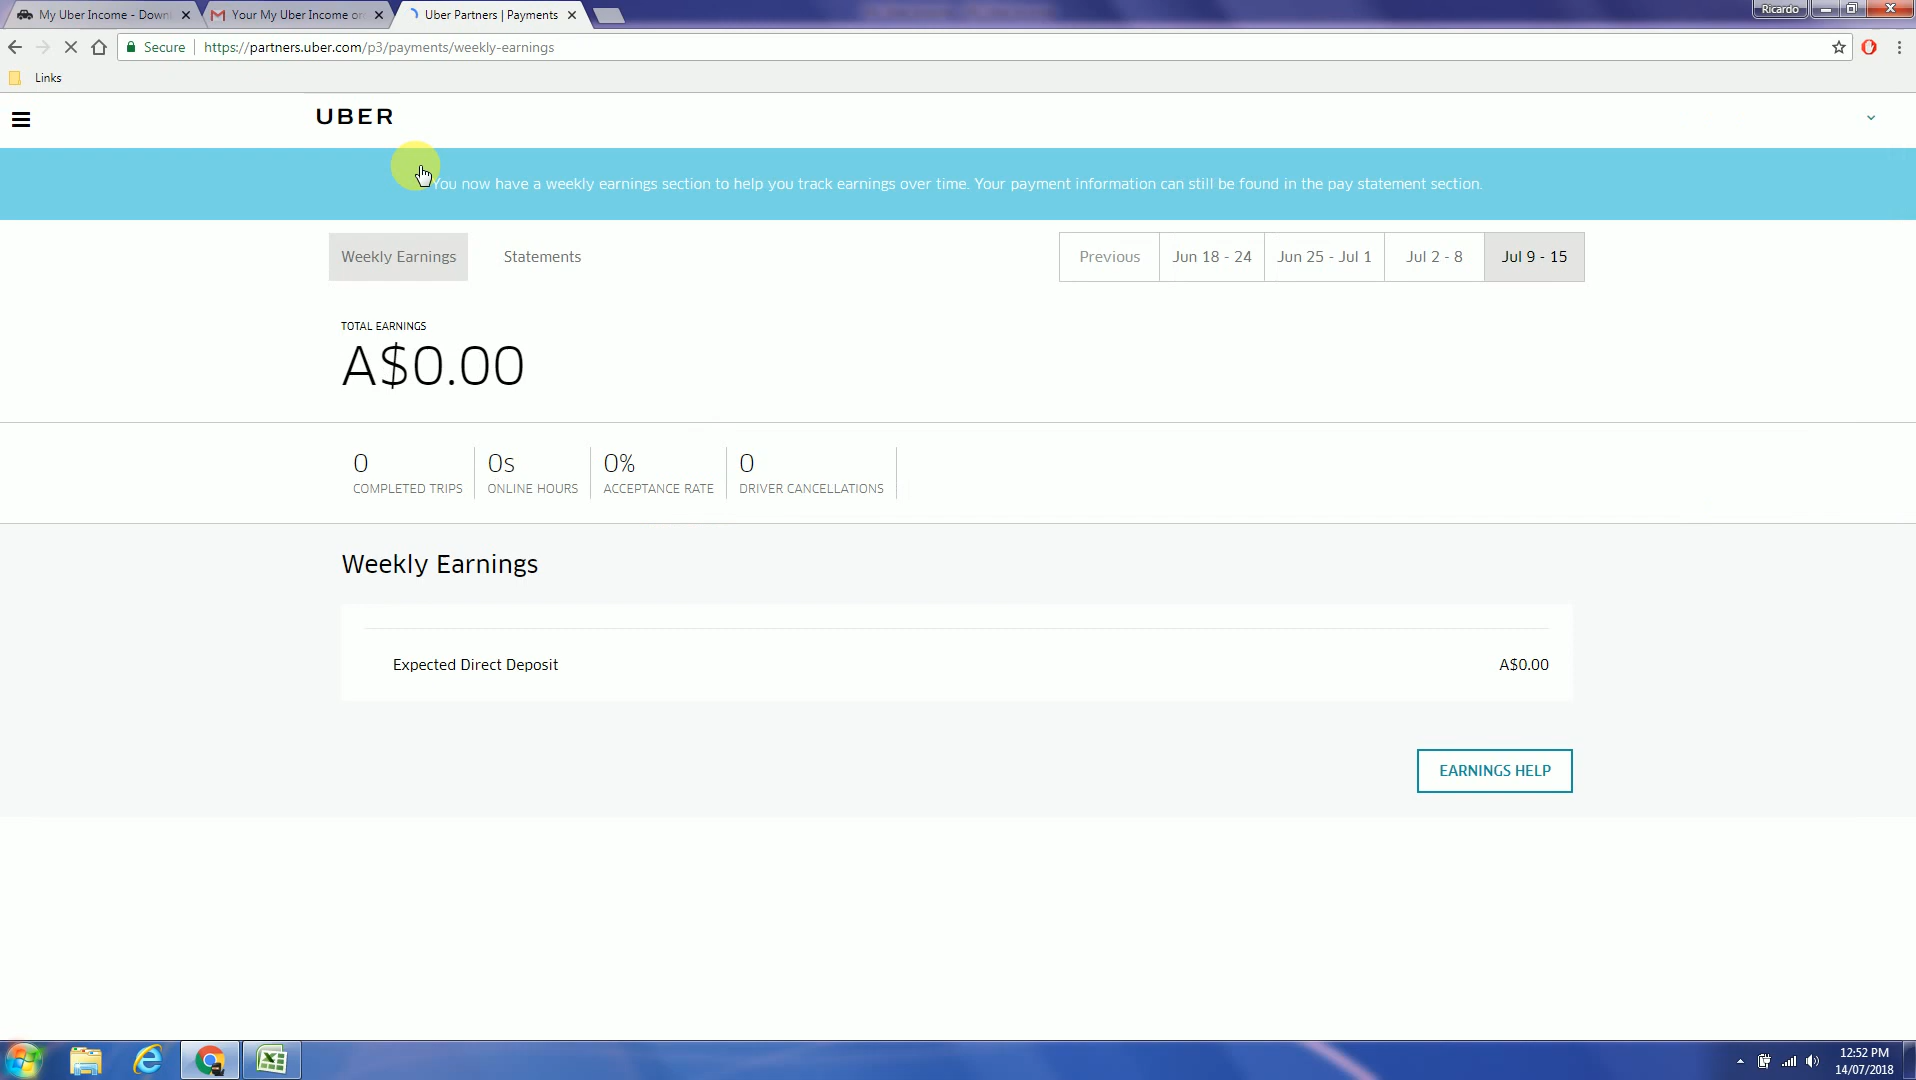 My Uber Income - Down
Your My Uber Income or
Uber Partners | Payments
Ricardo
Secure
https://partners.uber.com/p3/payments/weekly-earnings
Links
UBER
You now have a weekly earnings section to help you track earnings over time. Your payment information can still be found in the pay statement section.
Weekly Earnings
Statements
Previous
Jun 18 - 24
Jun 25 - Jul 1
Jul 2 - 8
Jul 9 - 15
TOTAL EARNINGS
A$0.00
0
COMPLETED TRIPS
0s
ONLINE HOURS
0%
ACCEPTANCE RATE
0
DRIVER CANCELLATIONS
Weekly Earnings
Expected Direct Deposit
A$0.00
EARNINGS HELP
12:52 PM
14/07/2018